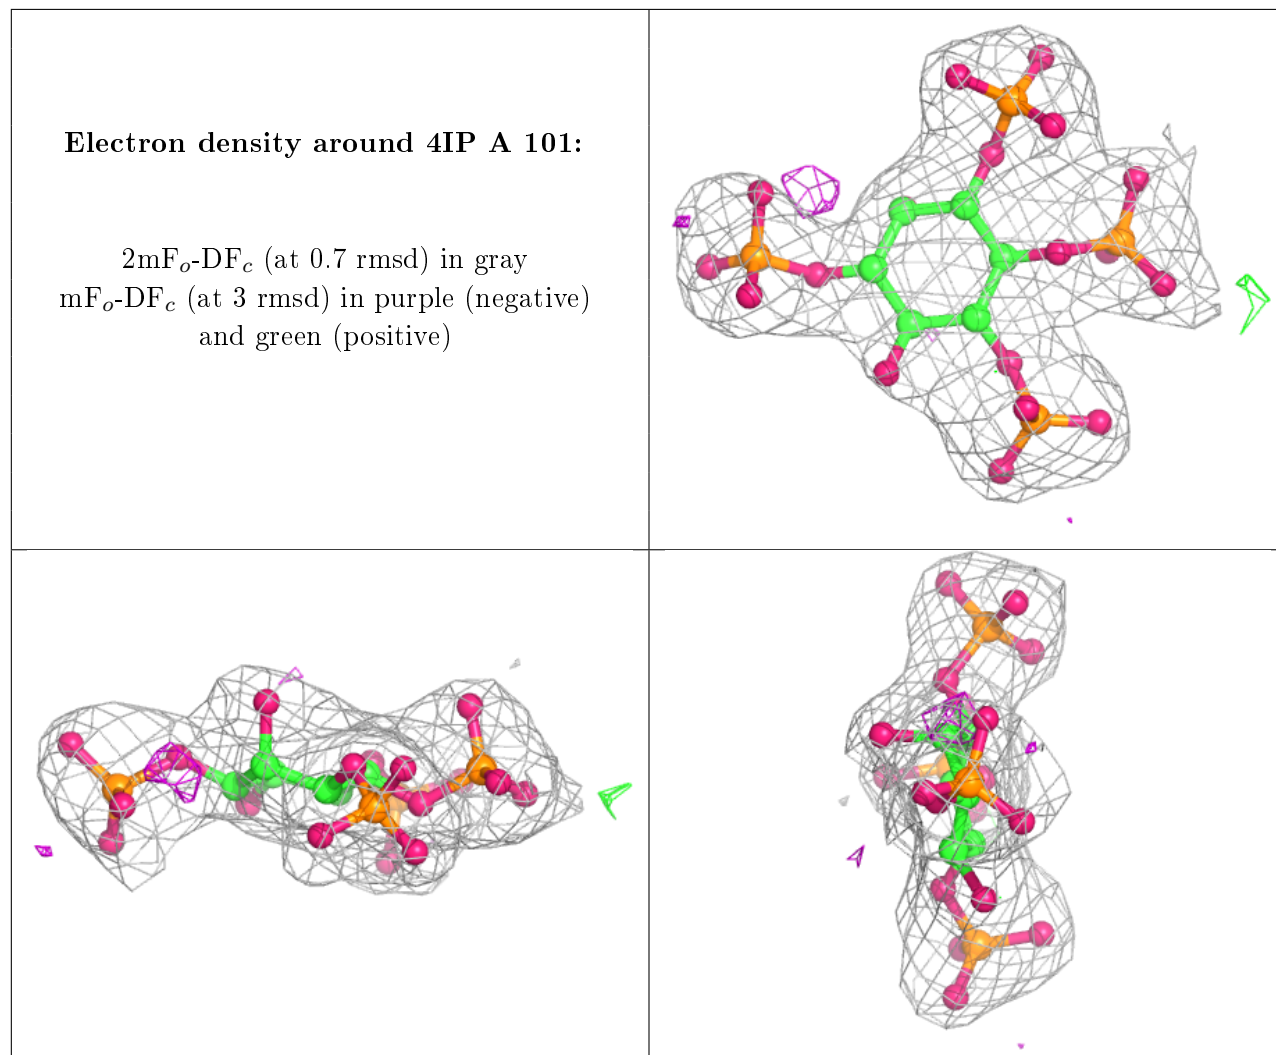 Electron density around 4IP A 101:
2mFₒ-DF𝒸 (at 0.7 rmsd) in gray
mFₒ-DF𝒸 (at 3 rmsd) in purple (negative)
and green (positive)